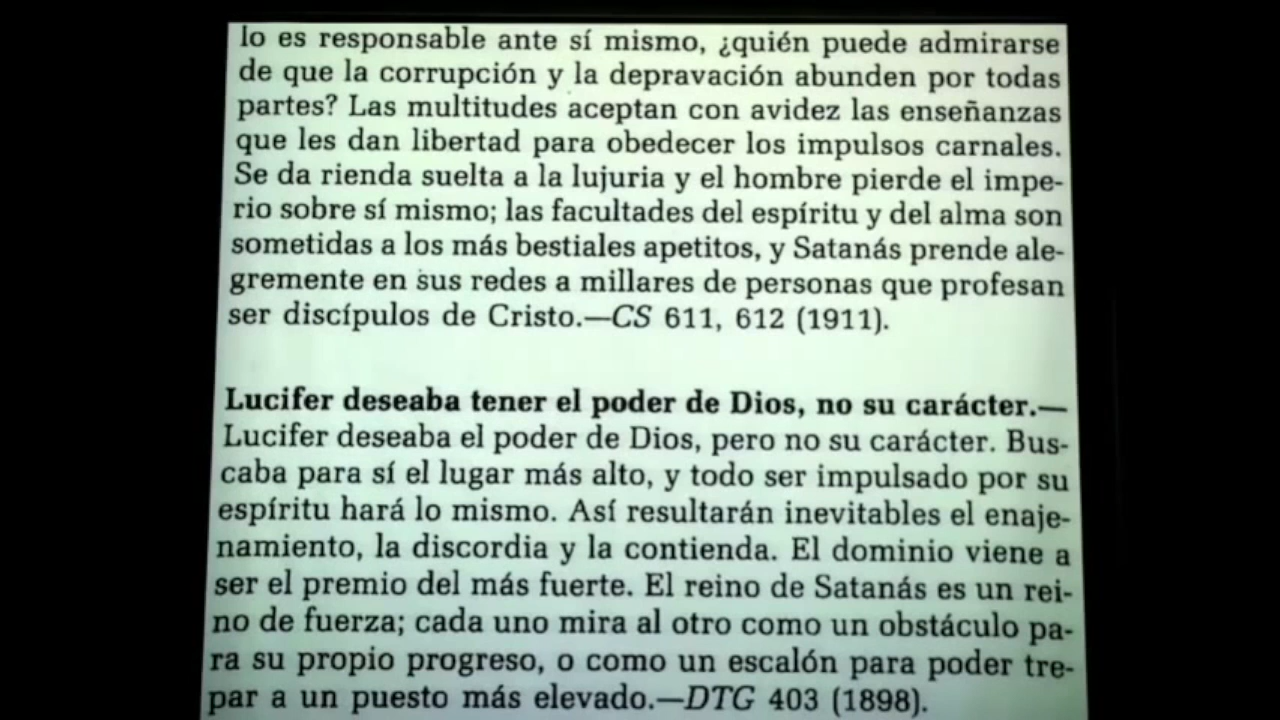 lo es responsable ante sí mismo, ¿quién puede admirarse
de que la corrupción y la depravación abunden por todas
partes? Las multitudes aceptan con avidez las enseñanzas
que les dan libertad para obedecer los impulsos carnales.
Se da rienda suelta a la lujuria y el hombre pierde el impe-
rio sobre sí mismo; las facultades del espíritu y del alma son
sometidas a los más bestiales apetitos, y Satanás prende ale-
gremente en sus redes a millares de personas que profesan
ser discípulos de Cristo.—CS 611, 612 (1911).
Lucifer deseaba tener el poder de Dios, no su carácter.—
Lucifer deseaba el poder de Dios, pero no su carácter. Bus-
caba para sí el lugar más alto, y todo ser impulsado por su
espíritu hará lo mismo. Así resultarán inevitables el enaje-
namiento, la discordia y la contienda. El dominio viene a
ser el premio del más fuerte. El reino de Satanás es un rei-
no de fuerza; cada uno mira al otro como un obstáculo pa-
ra su propio progreso, o como un escalón para poder tre-
par a un puesto más elevado.—DTG 403 (1898).